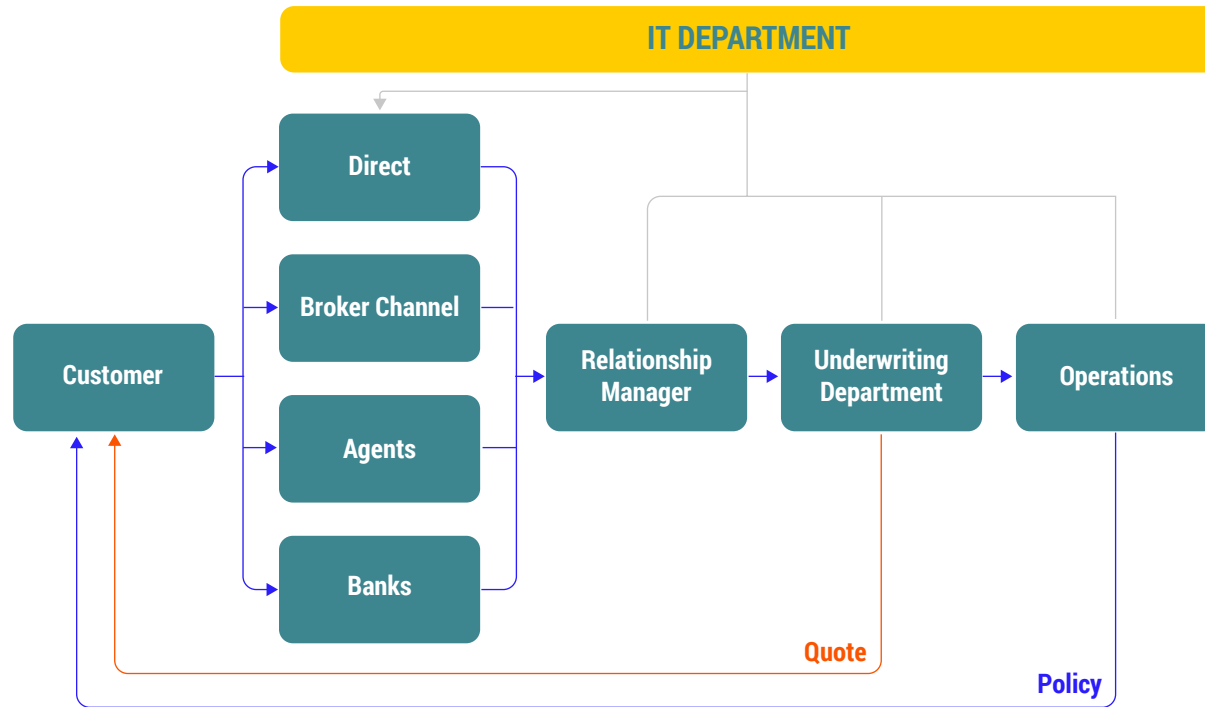 IT DEPARTMENT
Direct
Broker Channel
Customer
Relationship
Manager
Underwriting
Department
Operations
Agents
Banks
Quote
Policy